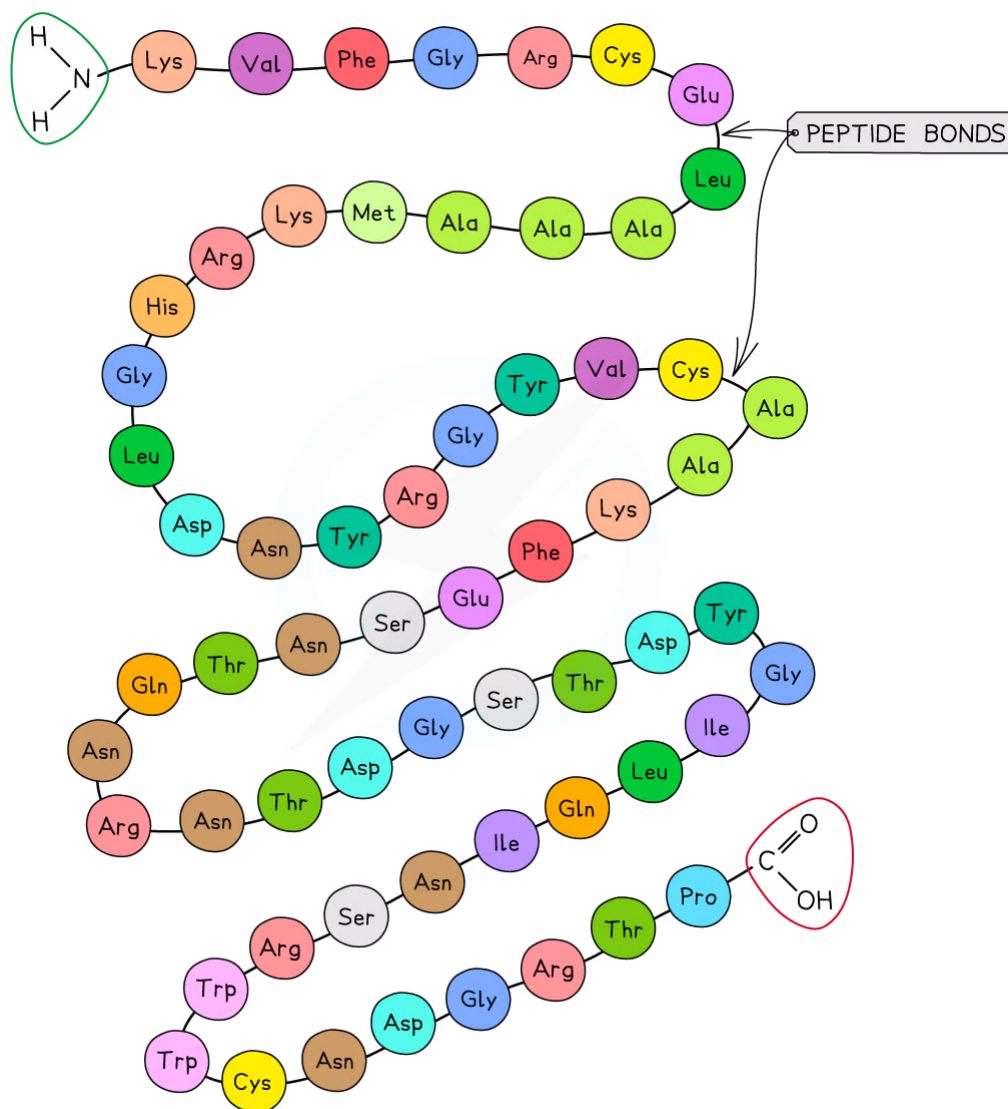 H
N
H
Lys Val Phe Gly Arg Cys
Glu
PEPTIDE BONDS
Leu
Ala Ala Ala Met Lys
Arg
His
Gly
Leu
Asp
Asn
Tyr
Arg
Gly
Tyr
Val
Cys
Ala
Ala
Lys
Phe
Glu
Ser
Asn
Thr
Gln
Asn
Arg
Asn
Thr
Asp
Gly
Ser
Thr
Asp
Tyr
Gly
Ile
Leu
Gln
Ile
Asn
Ser
Arg
Trp
Trp
Cys
Asn
Asp
Gly
Arg
Thr
Pro
C
O
OH